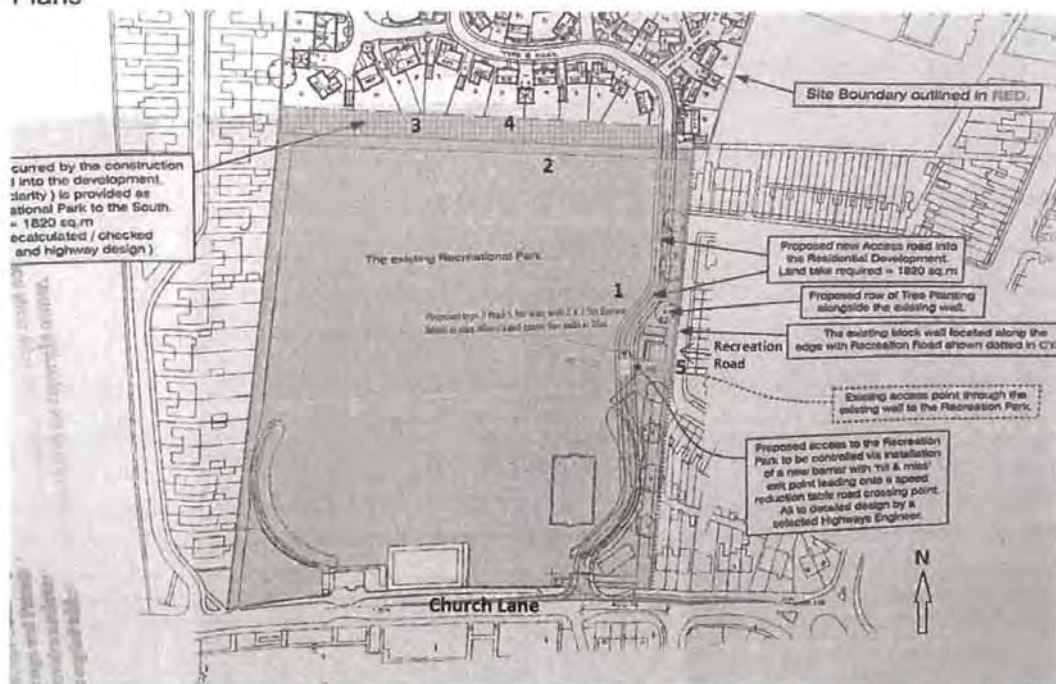 Plans
Site Boundary outlined in RED.
3
4
2
curred by the construction
into the development.
clarity ) is provided as
ational Park to the South.
= 1820 sq.m
ecalculated / checked
and highway design )
The existing Recreational Park
Proposed new Access road into
the Residential Development.
Land take required = 1820 sq.m
1
Proposed row of Tree Planting
alongside the existing wall.
The existing block wall located along the
edge with Recreation Road shown dotted in CY
Recreation
Road
5
Existing access point through the
existing wall to the Recreation Park.
Proposed access to the Recreation
Park to be controlled via installation
of a new barrier with 'hit & miss'
exit point leading onto a speed
reduction table road crossing point.
All to detailed design by a
selected Highways Engineer.
N
Church Lane